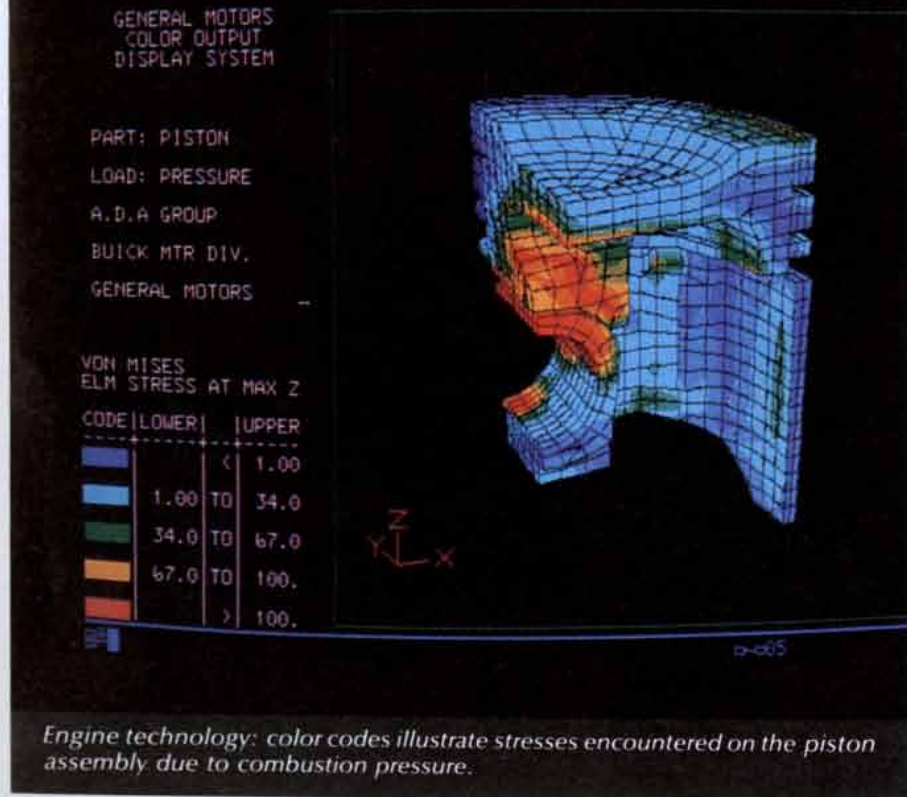 GENERAL MOTORS
COLOR OUTPUT
DISPLAY SYSTEM
PART: PISTON
LOAD: PRESSURE
A.D.A GROUP
BUICK MTR DIV.
GENERAL MOTORS _
VON MISES
ELM STRESS AT MAX Z
CODE|LOWER| |UPPER
< 1.00
1.00 TO 34.0
34.0 TO 67.0
67.0 TO 100.
> 100.
Z
Y X
Engine technology: color codes illustrate stresses encountered on the piston
assembly due to combustion pressure.